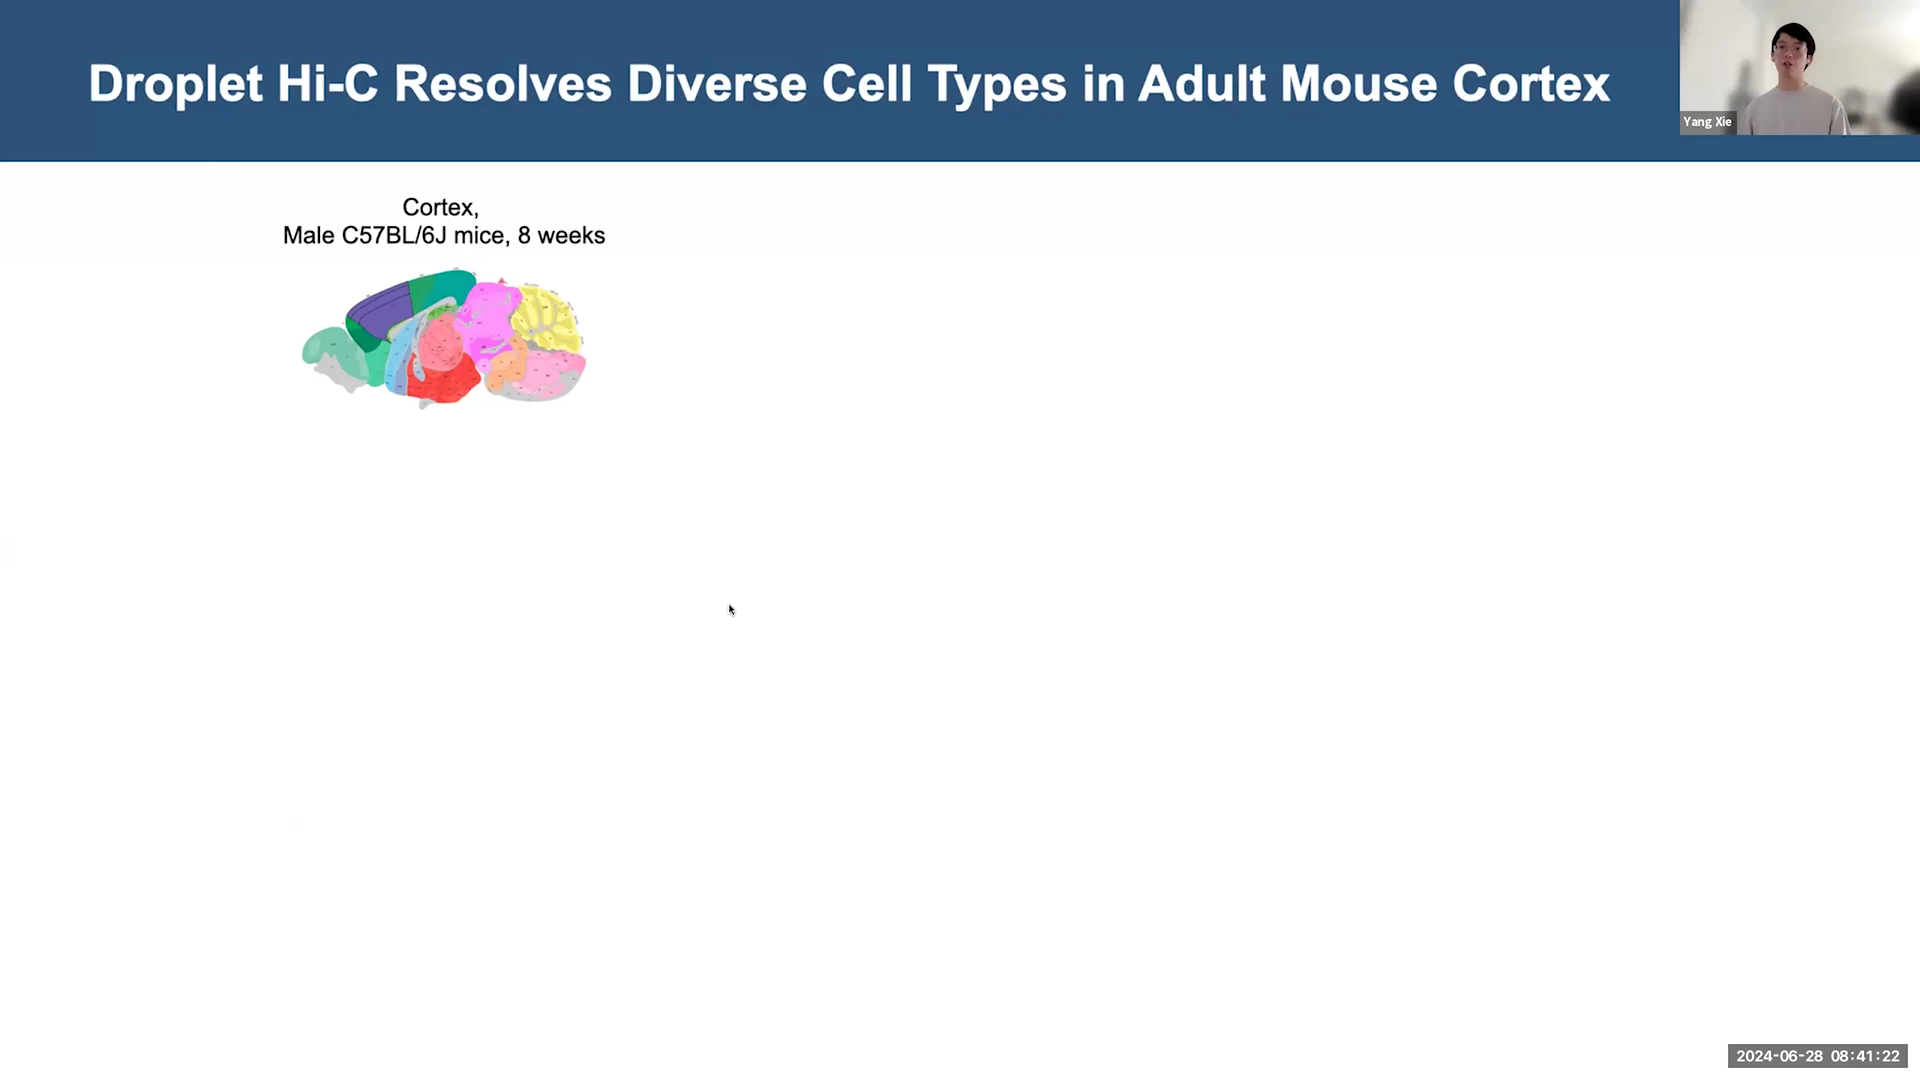 Droplet Hi-C Resolves Diverse Cell Types in Adult Mouse Cortex
Yang Xie
Cortex,
Male C57BL/6J mice, 8 weeks
2024-06-28 08:41:22